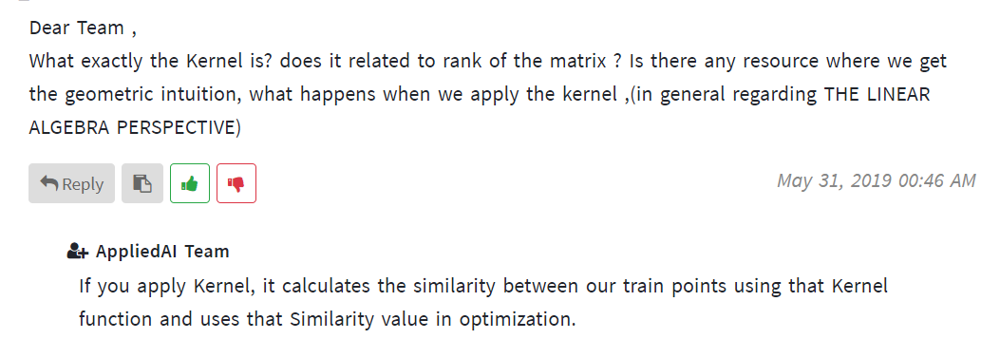 Dear Team ,
What exactly the Kernel is? does it related to rank of the matrix ? Is there any resource where we get
the geometric intuition, what happens when we apply the kernel ,(in general regarding THE LINEAR
ALGEBRA PERSPECTIVE)
Reply
May 31, 2019 00:46 AM
AppliedAI Team
If you apply Kernel, it calculates the similarity between our train points using that Kernel
function and uses that Similarity value in optimization.